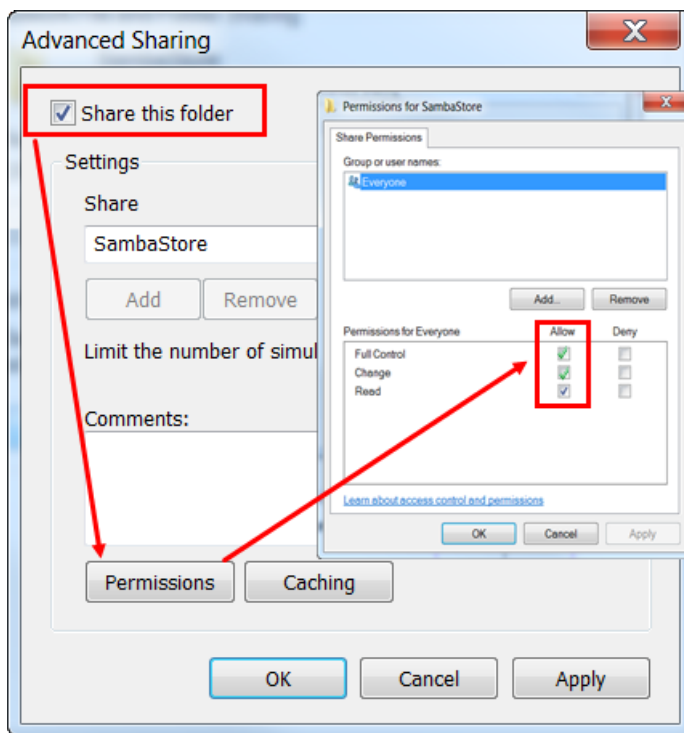 Advanced Sharing
Share this folder
Settings
Share
SambaStore
Add Remove
Limit the number of simul
Comments:
Permissions Caching
OK Cancel Apply
Permissions for SambaStore
Share Permissions
Group or user names:
Everyone
Add... Remove
Permissions for Everyone Allow Deny
Full Control
Change
Read
Learn about access control and permissions
OK Cancel Apply